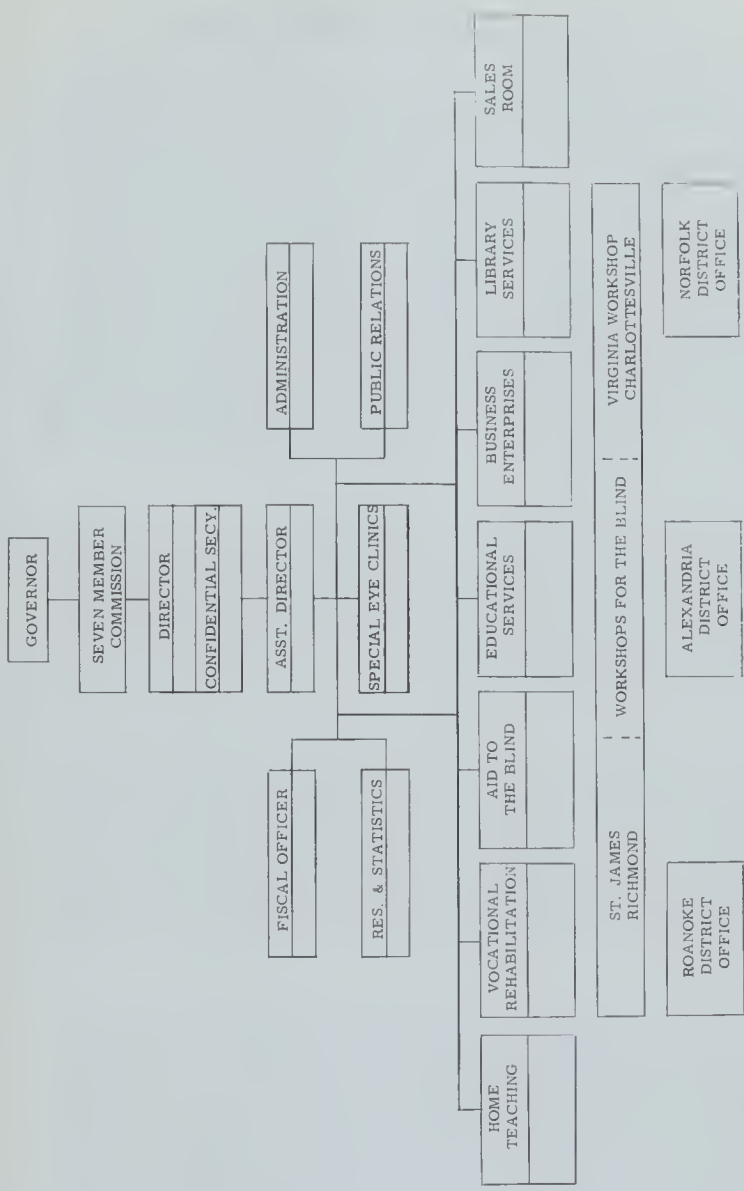 GOVERNOR
SEVEN MEMBER
COMMISSION
DIRECTOR
CONFIDENTIAL SECY.
ASST. DIRECTOR
FISCAL OFFICER
ADMINISTRATION
RES. & STATISTICS
SPECIAL EYE CLINICS
PUBLIC RELATIONS
HOME
TEACHING
VOCATIONAL
REHABILITATION
AID TO
THE BLIND
EDUCATIONAL
SERVICES
BUSINESS
ENTERPRISES
LIBRARY
SERVICES
SALES
ROOM
ST. JAMES
RICHMOND
WORKSHOPS FOR THE BLIND
VIRGINIA WORKSHOP
CHARLOTTESVILLE
ROANOKE
DISTRICT
OFFICE
ALEXANDRIA
DISTRICT
OFFICE
NORFOLK
DISTRICT
OFFICE